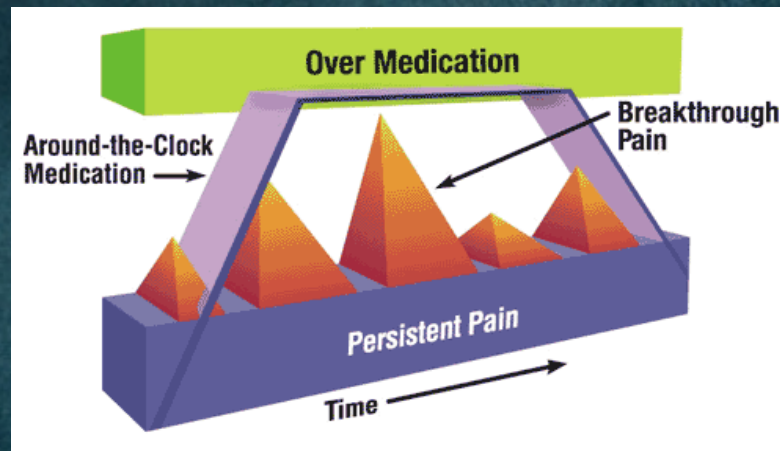 Over Medication
Breakthrough
Pain
Around-the-Clock
Medication
Persistent Pain
Time